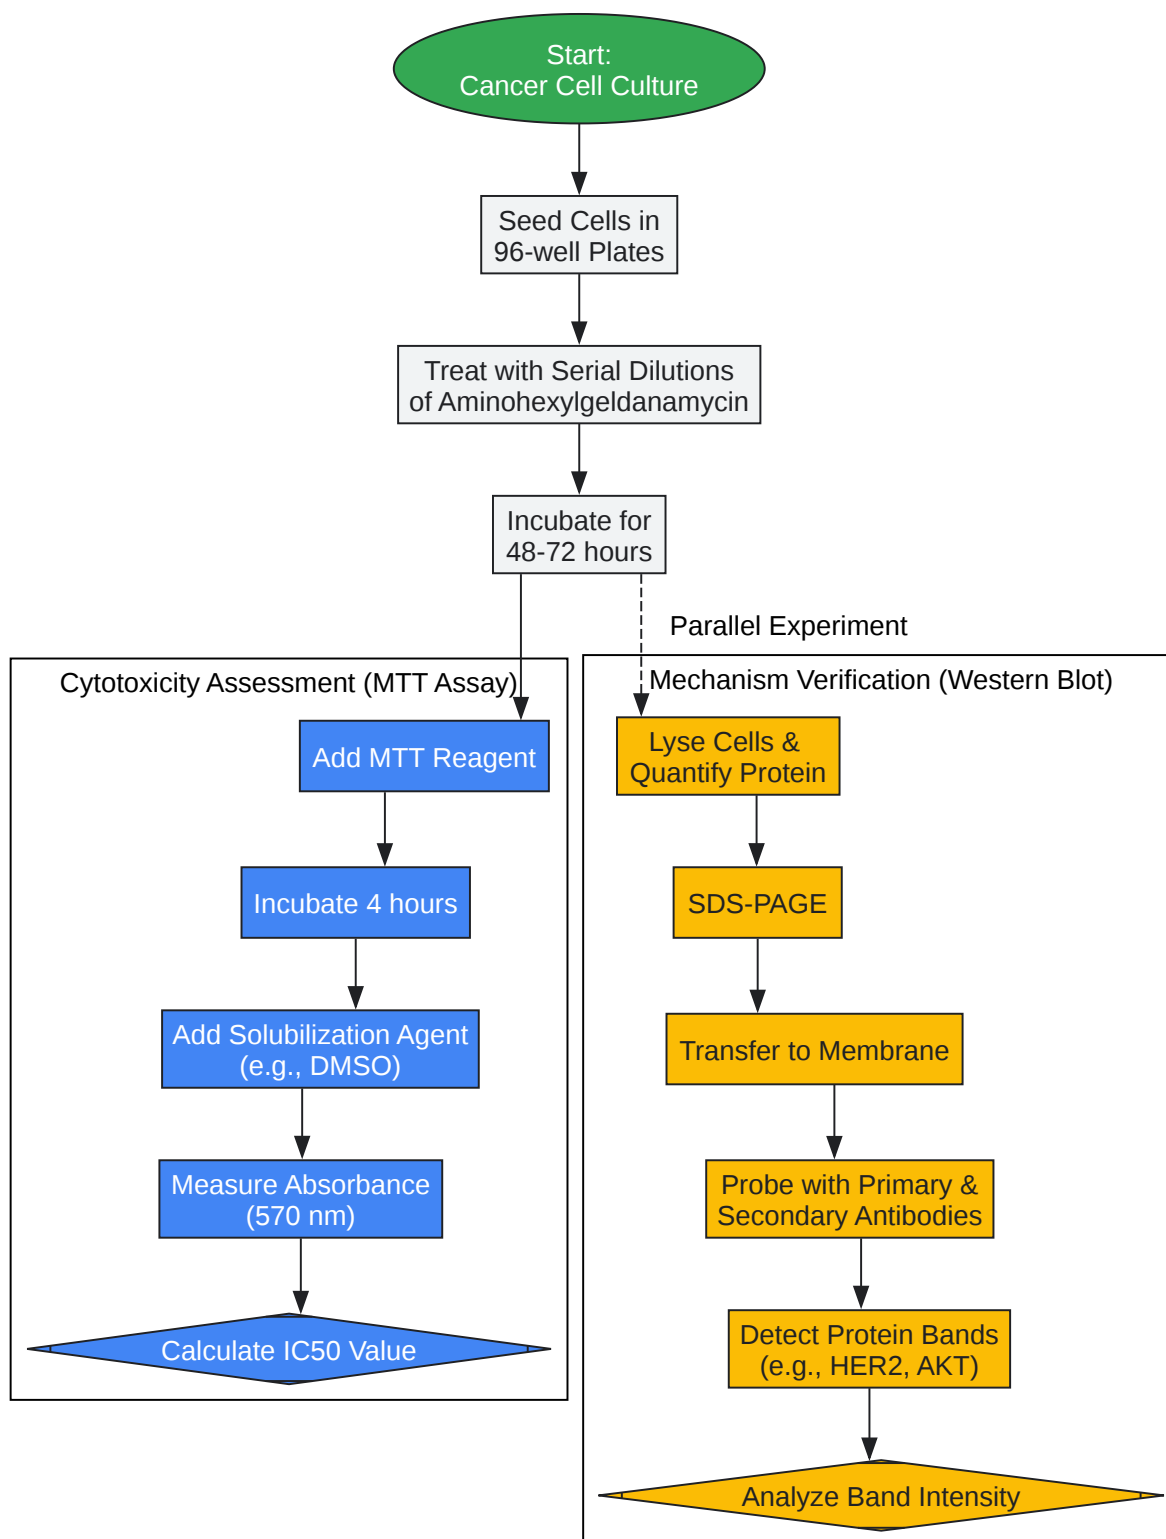 Start:
Cancer Cell Culture
Seed Cells in
96-well Plates
Treat with Serial Dilutions
of Aminohexylgeldanamycin
Incubate for
48-72 hours
Parallel Experiment
Cytotoxicity Assessment (MTT Assay)
Add MTT Reagent
Incubate 4 hours
Add Solubilization Agent
(e.g., DMSO)
Measure Absorbance
(570 nm)
Calculate IC50 Value
Mechanism Verification (Western Blot)
Lyse Cells &
Quantify Protein
SDS-PAGE
Transfer to Membrane
Probe with Primary &
Secondary Antibodies
Detect Protein Bands
(e.g., HER2, AKT)
Analyze Band Intensity